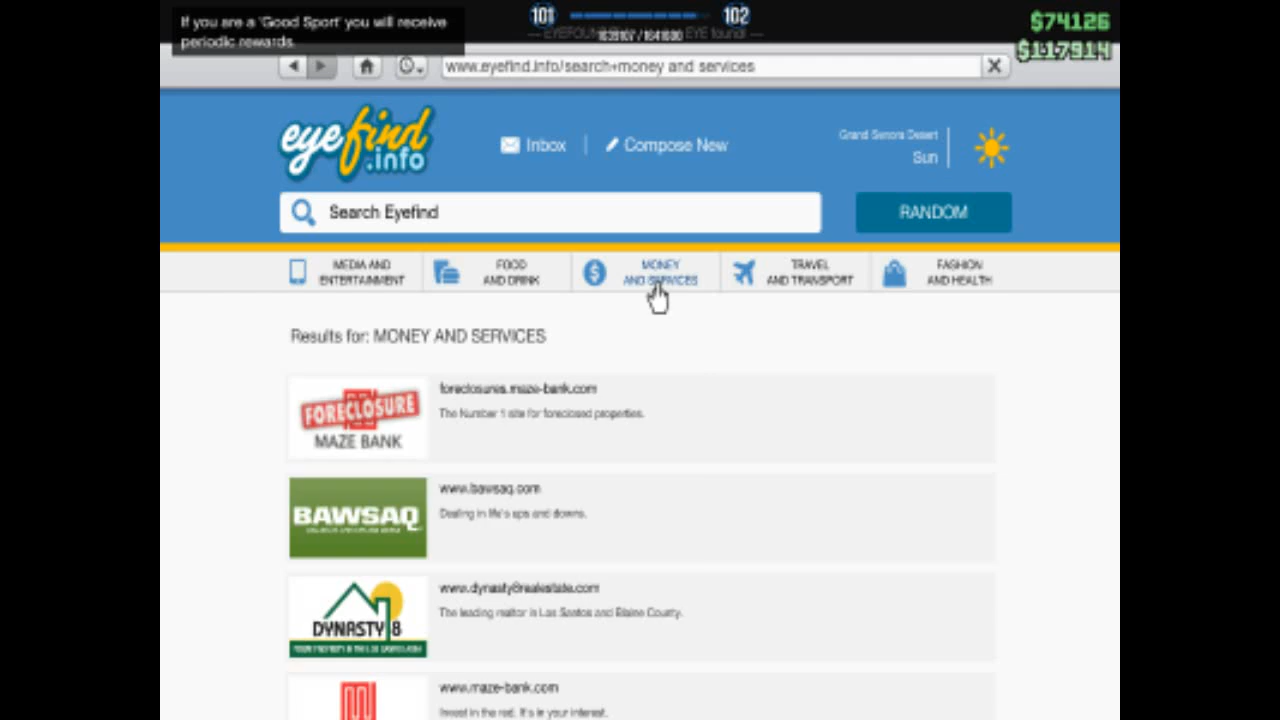 If you are a 'Good Sport' you will receive
periodic rewards.
101
102
$74126
www.eyefind.info/search+money and services
eyefind
.info
Inbox
Compose New
Grand Senora Desert
Sun
Search Eyefind
RANDOM
MEDIA AND
ENTERTAINMENT
FOOD
AND DRINK
MONEY
AND SERVICES
TRAVEL
AND TRANSPORT
FASHION
AND HEALTH
Results for: MONEY AND SERVICES
FORECLOSURE
MAZE BANK
foreclosures.maze-bank.com
The Number 1 site for foreclosed properties.
BAWSAQ
www.bawsaq.com
Dealing in life's ups and downs.
DYNASTY 8
www.dynasty8realestate.com
The leading realtor in Los Santos and Blaine County.
www.maze-bank.com
Invest in the red. It's in your interest.